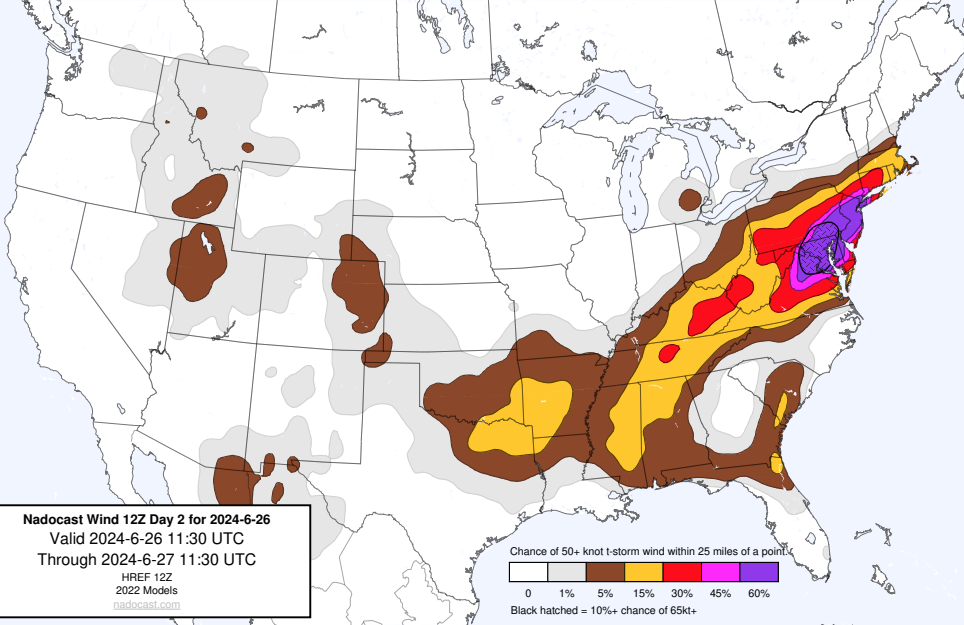 Nadocast Wind 12Z Day 2 for 2024-6-26
Valid 2024-6-26 11:30 UTC
Through 2024-6-27 11:30 UTC
HREF 12Z
2022 Models
nadocast.com
Chance of 50+ knot t-storm wind within 25 miles of a point.
0 1% 5% 15% 30% 45% 60%
Black hatched = 10%+ chance of 65kt+